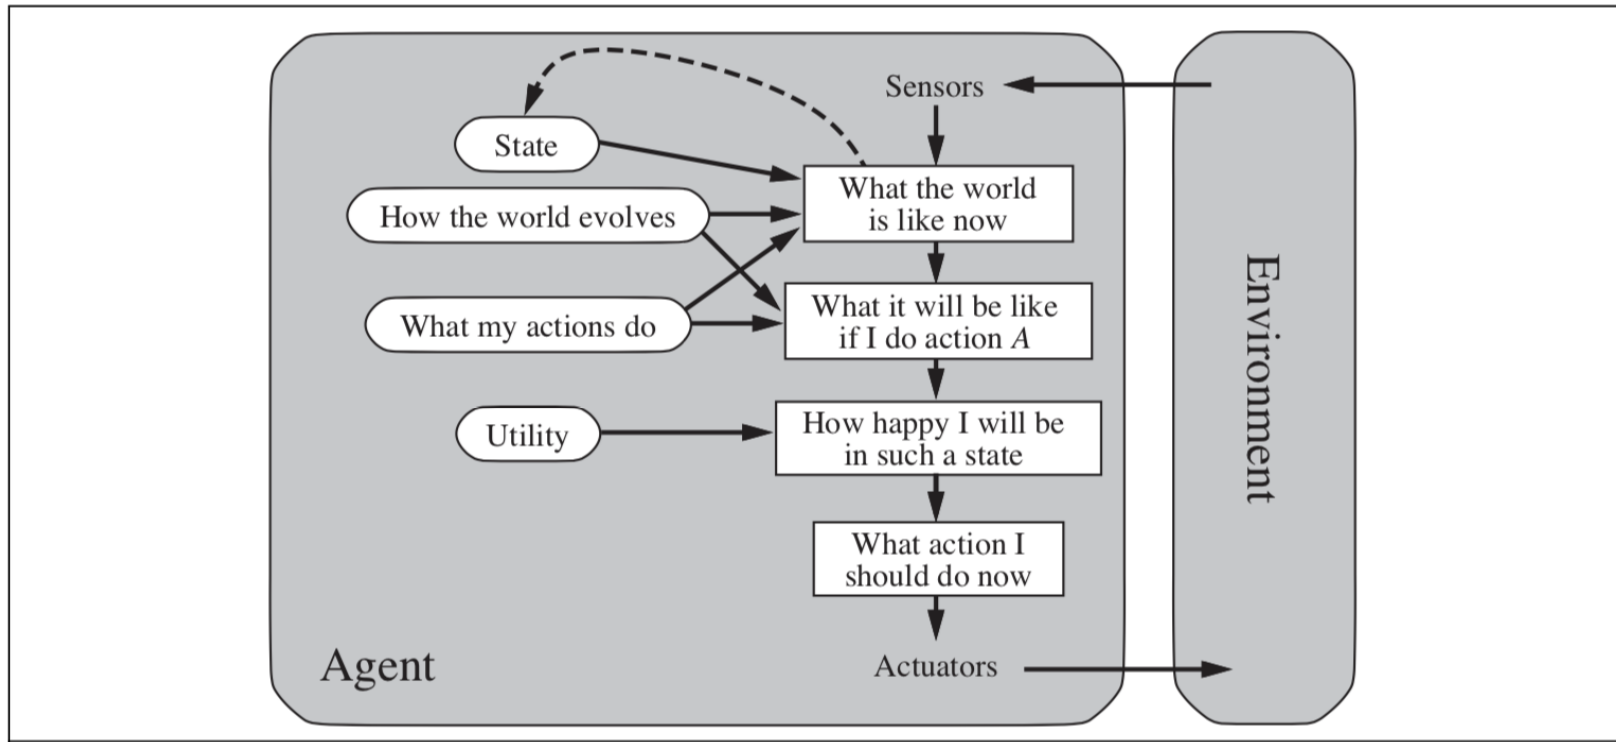 Sensors
State
What the world
is like now
How the world evolves
What it will be like
if I do action A
What my actions do
How happy I will be
in such a state
Utility
What action I
should do now
Actuators
Agent
Environment